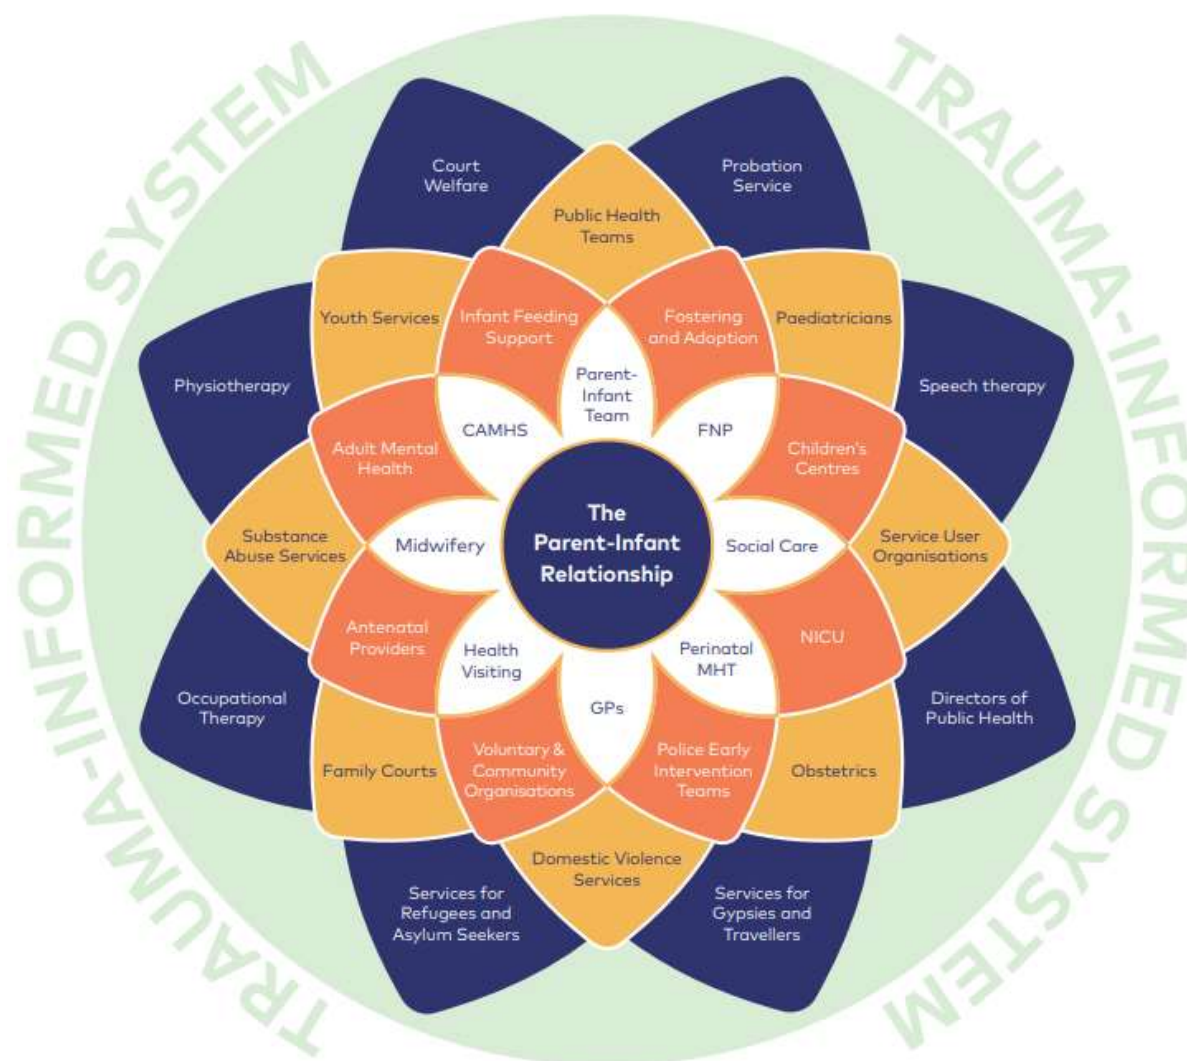 TRAUMA-INFORMED SYSTEM
TRAUMA-INFORMED SYSTEM
Court
Welfare
Probation
Service
Public Health
Teams
Youth Services
Infant Feeding
Support
Fostering
and Adoption
Paediatricians
Physiotherapy
Parent-
Infant
Team
Speech therapy
CAMHS
FNP
Adult Mental
Health
Children's
Centres
The
Parent-Infant
Relationship
Substance
Abuse Services
Midwifery
Social Care
Service User
Organisations
Antenatal
Providers
Health
Visiting
Perinatal
MHT
NICU
Occupational
Therapy
GPs
Directors of
Public Health
Family Courts
Voluntary &
Community
Organisations
Police Early
Intervention
Teams
Obstetrics
Domestic Violence
Services
Services for
Refugees and
Asylum Seekers
Services for
Gypsies and
Travellers